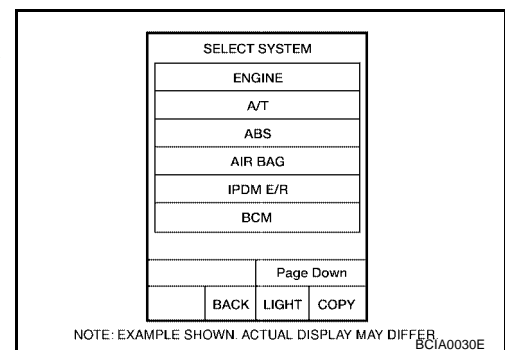 SELECT SYSTEM
ENGINE
A/T
ABS
AIR BAG
IPDM E/R
BCM
Page Down
BACK LIGHT COPY
NOTE: EXAMPLE SHOWN. ACTUAL DISPLAY MAY DIFFER.
BCIA0030E